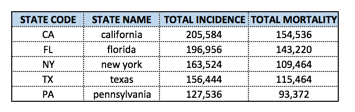 STATE CODE STATE NAME TOTAL INCIDENCE TOTAL MORTALITY
CA california 205,584 154,536
FL florida 196,956 143,220
NY new york 163,524 109,464
TX texas 156,444 115,464
PA pennsylvania 127,536 93,372